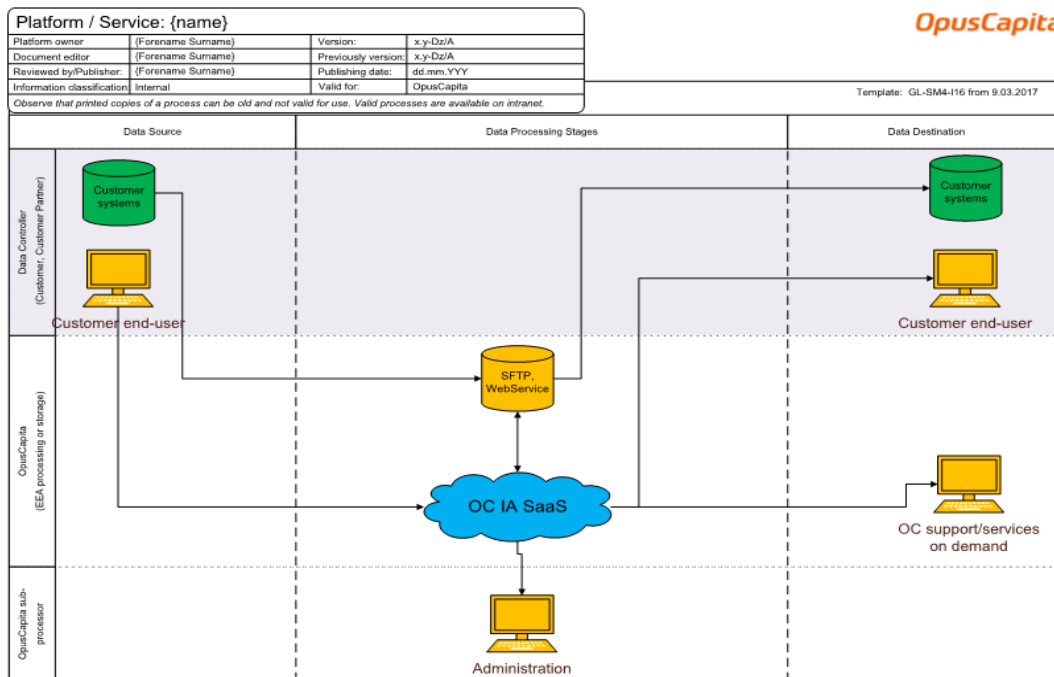 Platform / Service: {name}
OpusCapita
Platform owner {Forename Surname} Version: x.y-Dz/A
Document editor {Forename Surname} Previously version: x.y-Dz/A
Reviewed by/Publisher: {Forename Surname} Publishing date: dd.mm.YYY
Information classification: Internal Valid for: OpusCapita
Observe that printed copies of a process can be old and not valid for use. Valid processes are available on intranet.
Template: GL-SM4-I16 from 9.03.2017
Data Source
Data Processing Stages
Data Destination
Data Controller
(Customer, Customer Partner)
Customer
systems
Customer
systems
Customer end-user
Customer end-user
OpusCapita
(EEA processing or storage)
SFTP,
WebService
OC IA SaaS
OC support/services
on demand
OpusCapita sub-
processor
Administration